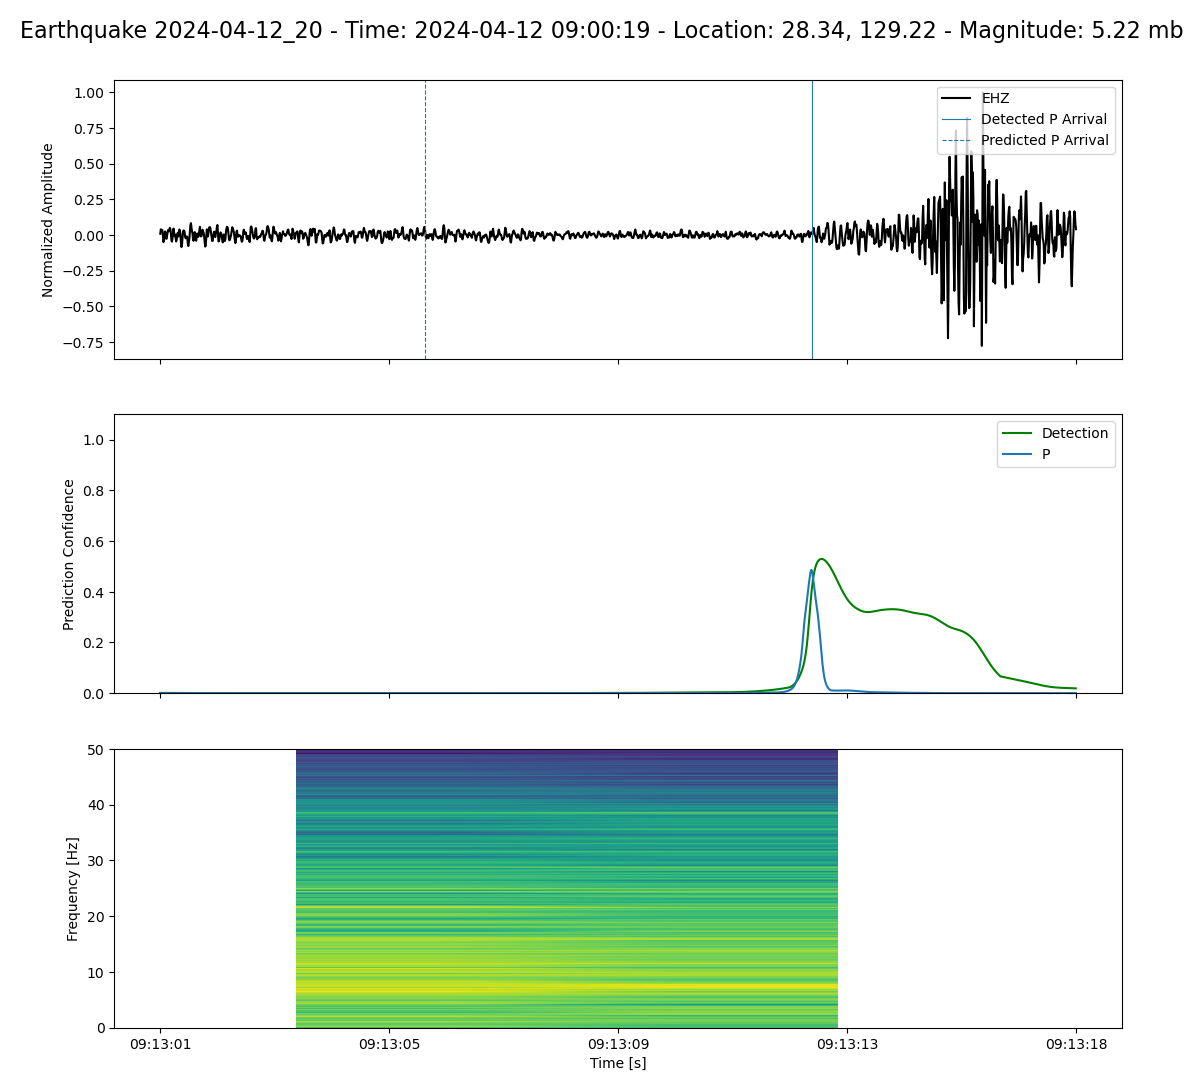 Earthquake 2024-04-12_20 - Time: 2024-04-12 09:00:19 - Location: 28.34, 129.22 - Magnitude: 5.22 mb
EHZ
Detected P Arrival
Predicted P Arrival
1.00
0.75
0.50
0.25
0.00
−0.25
−0.50
−0.75
Normalized Amplitude
Detection
P
1.0
0.8
0.6
0.4
0.2
0.0
Prediction Confidence
50
40
30
20
10
0
Frequency [Hz]
09:13:01 09:13:05 09:13:09 09:13:13 09:13:18
Time [s]